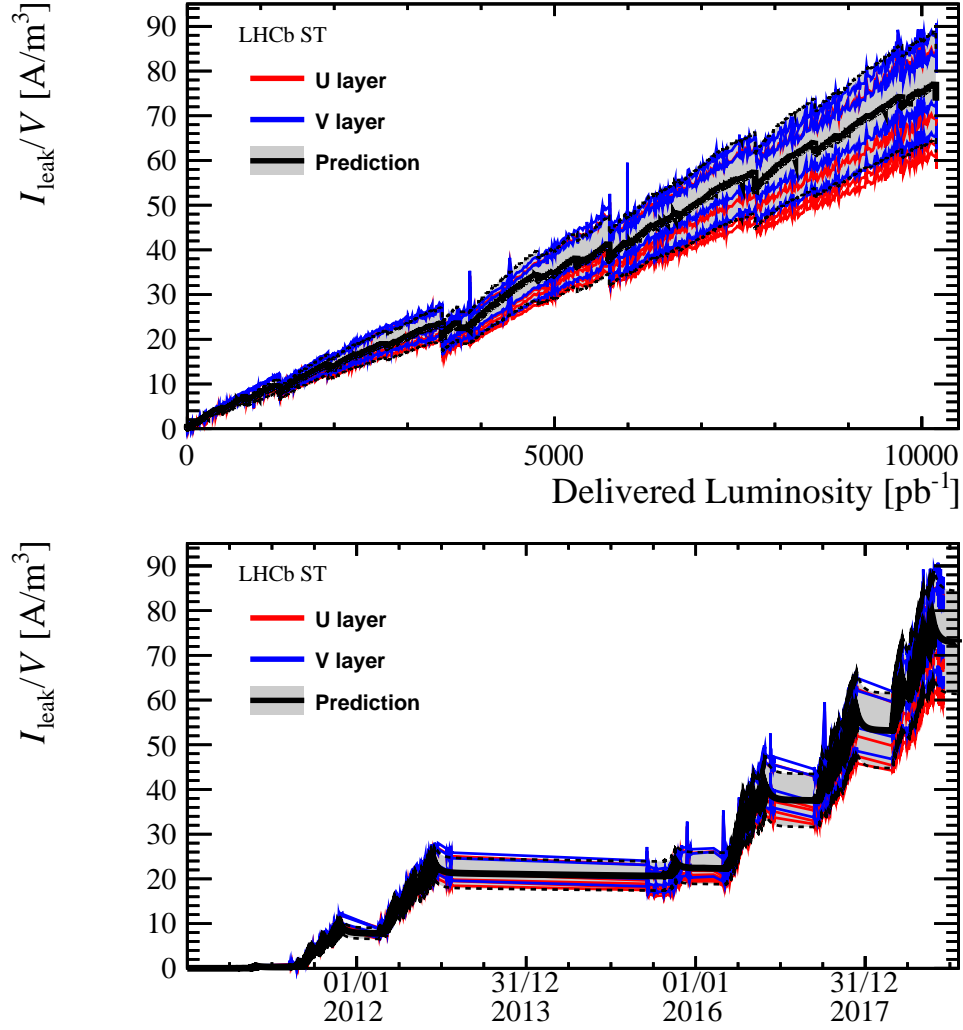 I_leak/V [A/m^3]
90
80
70
60
50
40
30
20
10
0
LHCb ST
U layer
V layer
Prediction
0 5000 10000
Delivered Luminosity [pb^-1]
I_leak/V [A/m^3]
90
80
70
60
50
40
30
20
10
0
LHCb ST
U layer
V layer
Prediction
01/01 31/12 01/01 31/12
2012 2013 2016 2017